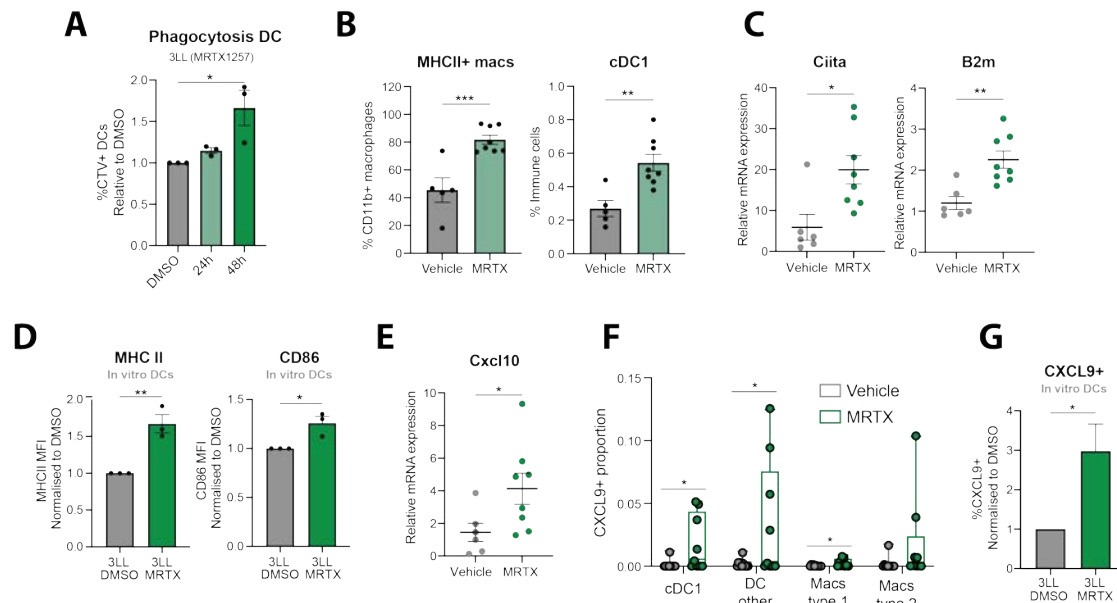 A
Phagocytosis DC
3LL (MRTX1257)
%CTV+ DCs
Relative to DMSO
2.0
1.5
1.0
0.5
0.0
*
DMSO
24h
48h
B
MHCII+ macs
% CD11b+ macrophages
120
100
80
60
40
20
0
***
Vehicle
MRTX
cDC1
% Immune cells
0.8
0.6
0.4
0.2
0.0
**
Vehicle
MRTX
C
Ciita
Relative mRNA expression
40
30
20
10
0
*
Vehicle
MRTX
B2m
Relative mRNA expression
4
3
2
1
0
**
Vehicle
MRTX
D
MHC II
In vitro DCs
MHCII MFI
Normalised to DMSO
2.0
1.5
1.0
0.5
0.0
**
3LL
DMSO
3LL
MRTX
CD86
In vitro DCs
CD86 MFI
Normalised to DMSO
1.5
1.0
0.5
0.0
*
3LL
DMSO
3LL
MRTX
E
Cxcl10
Relative mRNA expression
10
8
6
4
2
0
*
Vehicle
MRTX
F
CXCL9+ proportion
0.15
0.10
0.05
0.00
*
*
*
Vehicle
MRTX
cDC1
DC
other
Macs
type 1
Macs
type 2
G
CXCL9+
In vitro DCs
%CXCL9+
Normalised to DMSO
4
3
2
1
0
*
3LL
DMSO
3LL
MRTX